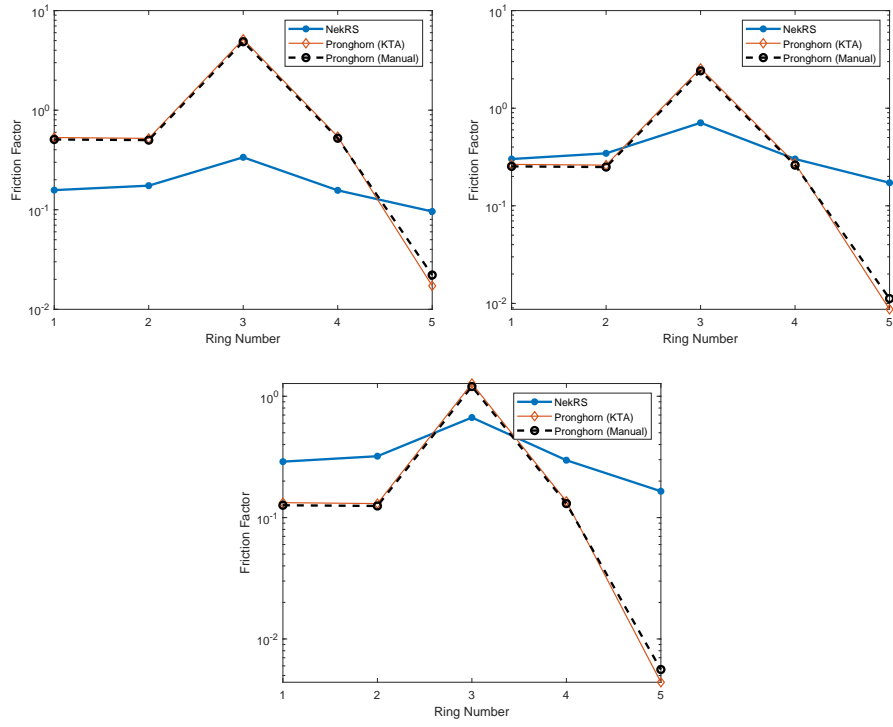 10^1
10^0
10^-1
10^-2
Friction Factor
1 2 3 4 5
Ring Number
NekRS
Pronghorn (KTA)
Pronghorn (Manual)
10^1
10^0
10^-1
10^-2
Friction Factor
1 2 3 4 5
Ring Number
NekRS
Pronghorn (KTA)
Pronghorn (Manual)
10^0
10^-1
10^-2
Friction Factor
1 2 3 4 5
Ring Number
NekRS
Pronghorn (KTA)
Pronghorn (Manual)